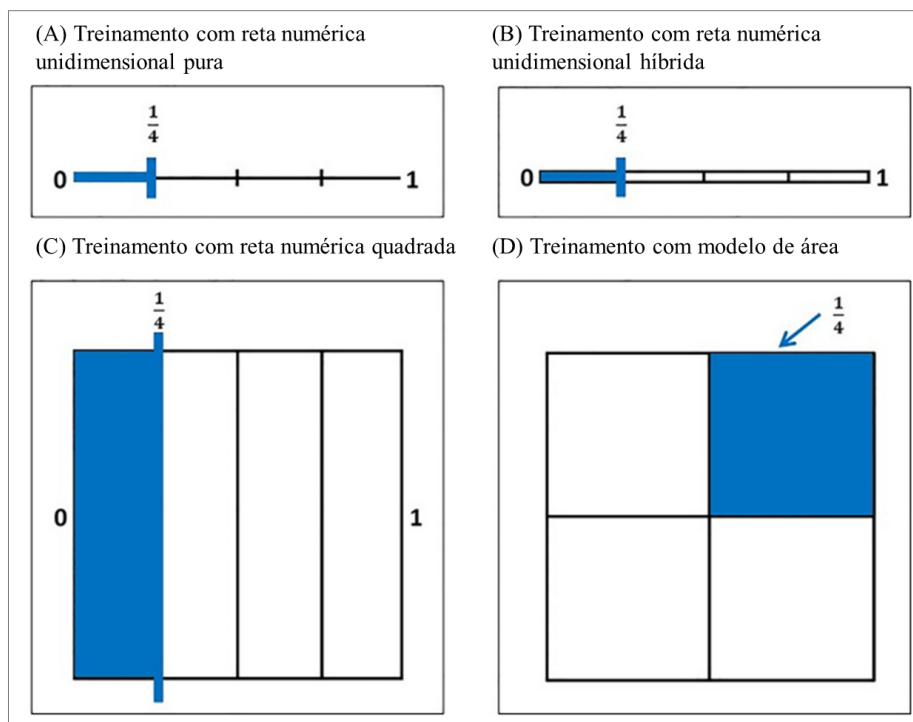 (A) Treinamento com reta numérica
unidimensional pura
1
4
0
1
(B) Treinamento com reta numérica
unidimensional híbrida
1
4
0
1
(C) Treinamento com reta numérica quadrada
1
4
0
1
(D) Treinamento com modelo de área
1
4